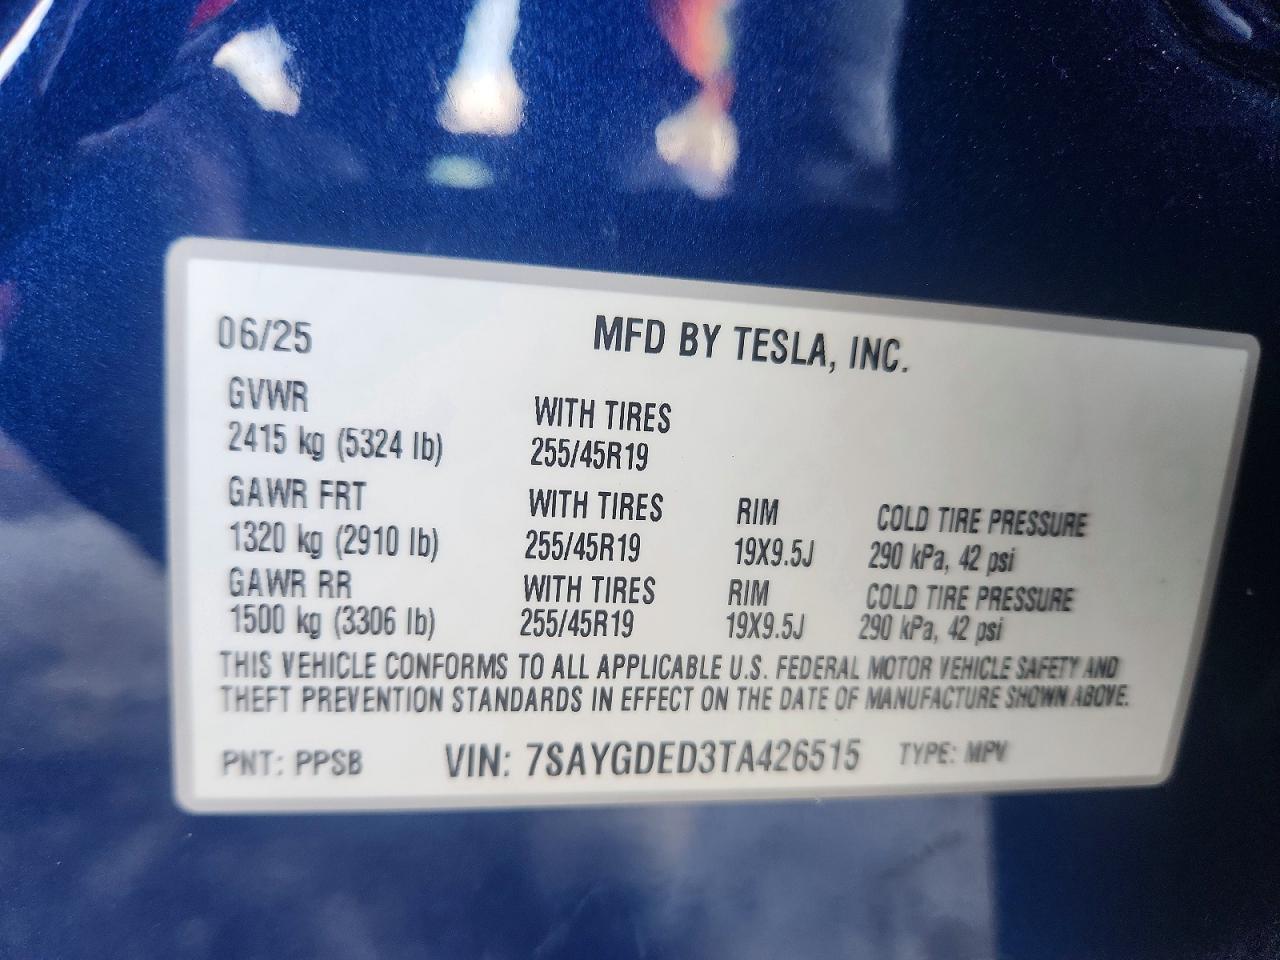 06/25 MFD BY TESLA, INC.
GVWR WITH TIRES
2415 kg (5324 lb) 255/45R19
GAWR FRT WITH TIRES RIM COLD TIRE PRESSURE
1320 kg (2910 lb) 255/45R19 19X9.5J 290 kPa, 42 psi
GAWR RR WITH TIRES RIM COLD TIRE PRESSURE
1500 kg (3306 lb) 255/45R19 19X9.5J 290 kPa, 42 psi
THIS VEHICLE CONFORMS TO ALL APPLICABLE U.S. FEDERAL MOTOR VEHICLE SAFETY AND
THEFT PREVENTION STANDARDS IN EFFECT ON THE DATE OF MANUFACTURE SHOWN ABOVE.
PNT: PPSB VIN: 7SAYGDED3TA426515 TYPE: MPV